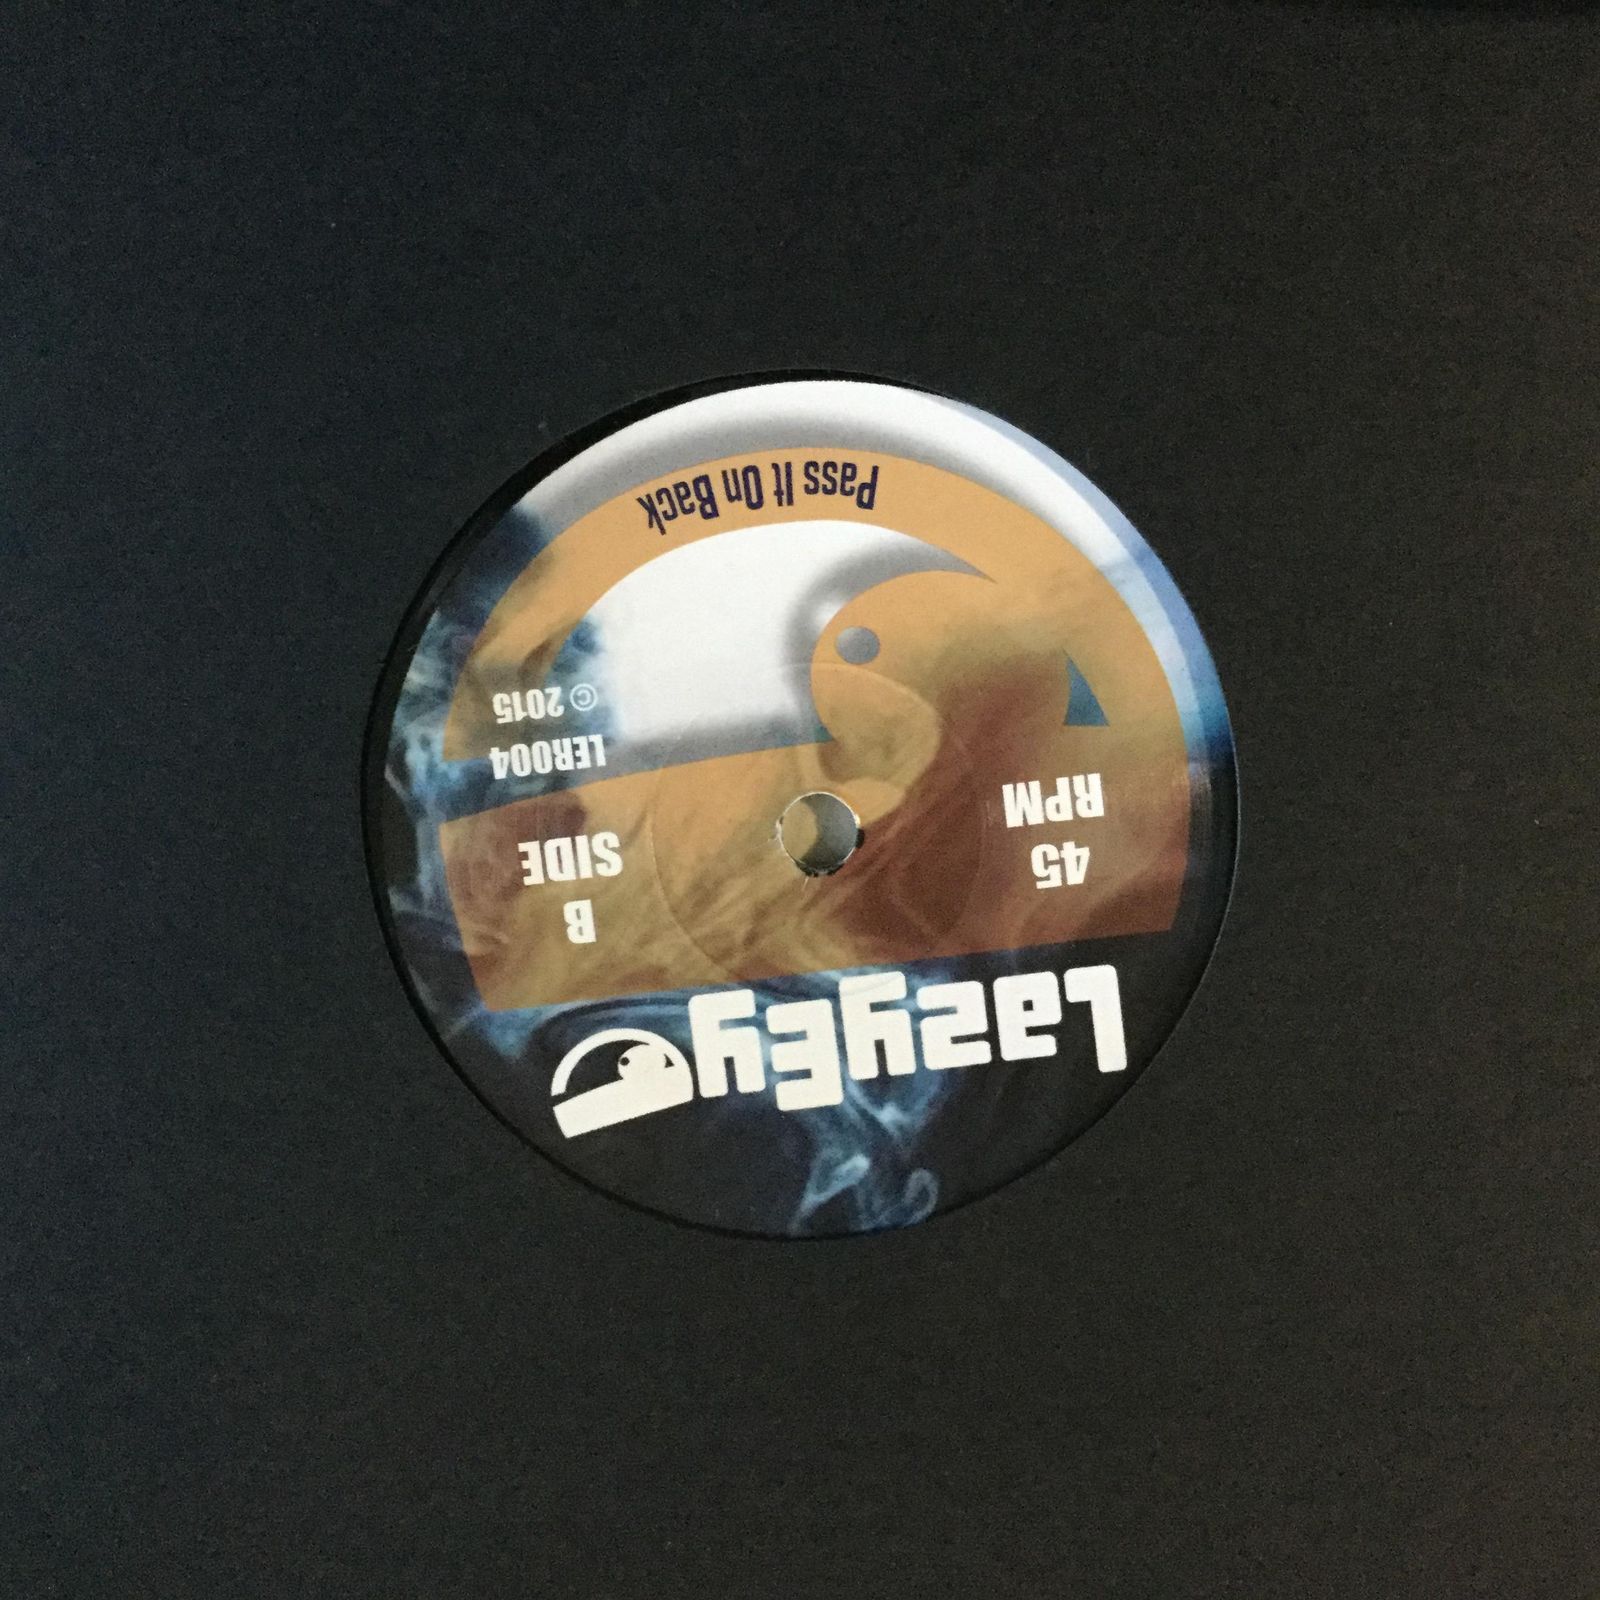 LazyEy
45
RPM
B
SIDE
LER004
© 2015
Pass It On Back